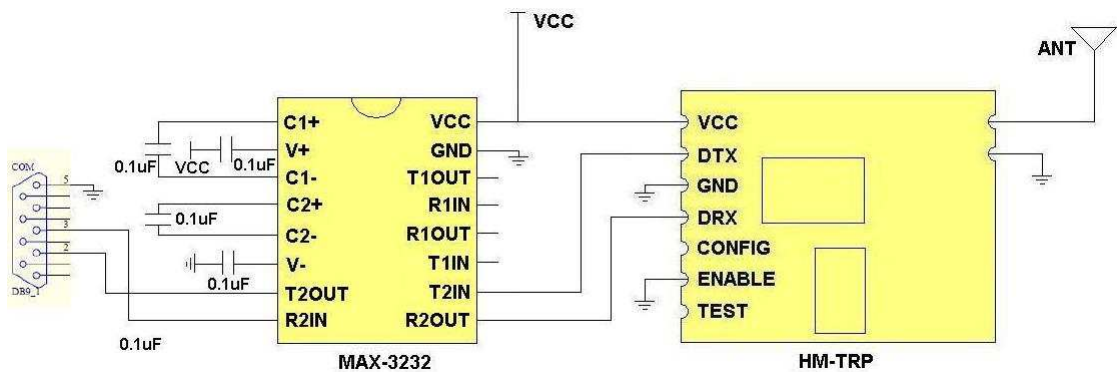 VCC
ANT
COM
5
3
2
DB9_1
0.1uF
VCC
0.1uF
0.1uF
0.1uF
0.1uF
C1+
V+
C1-
C2+
C2-
V-
T2OUT
R2IN
VCC
GND
T1OUT
R1IN
R1OUT
T1IN
T2IN
R2OUT
MAX-3232
VCC
DTX
GND
DRX
CONFIG
ENABLE
TEST
HM-TRP